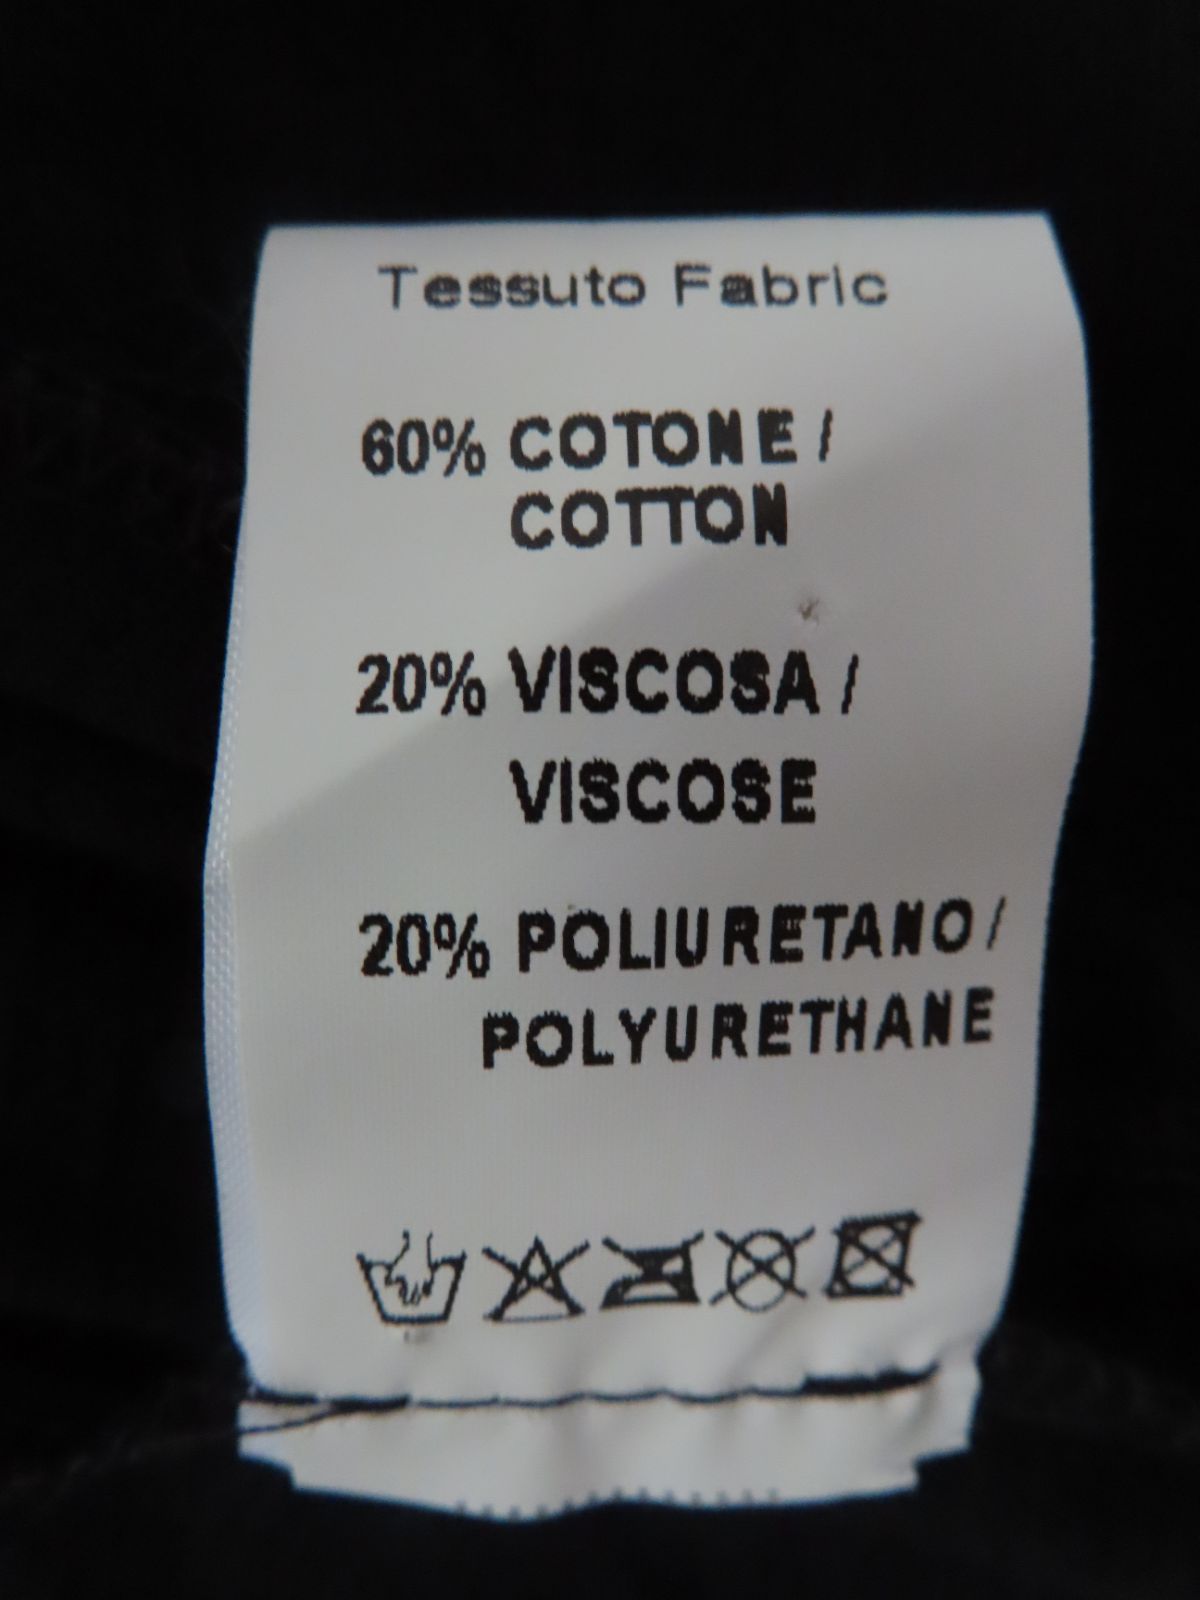 Tessuto Fabric
60% COTONE /
COTTON
20% VISCOSA /
VISCOSE
20% POLIURETANO /
POLYURETHANE